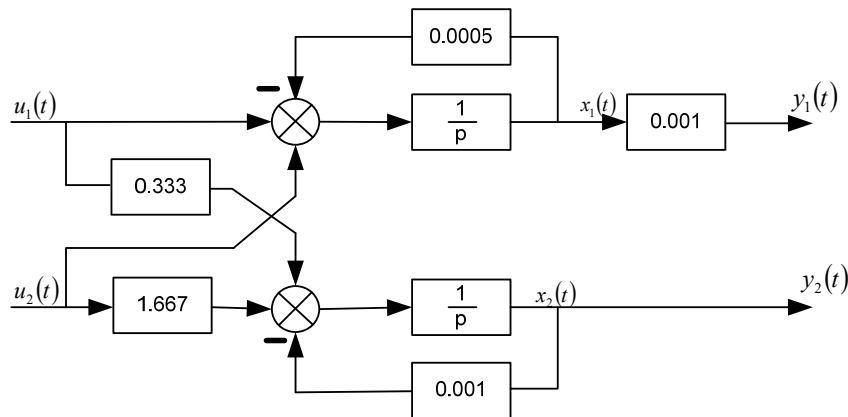 0.0005
u₁(t)
1
p
x₁(t)
0.001
y₁(t)
0.333
u₂(t)
1.667
1
p
x₂(t)
y₂(t)
0.001